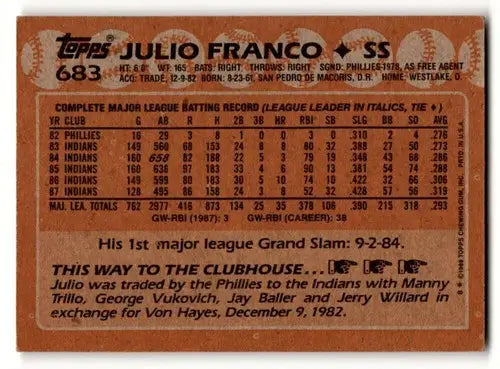 Topps JULIO FRANCO ✦ SS
683 HT: 6'0" WT: 165 BATS: RIGHT THROWS: RIGHT SGND: PHILLIES-1978, AS FREE AGENT
ACQ: TRADE, 12-9-82 BORN: 8-23-61, SAN PEDRO DE MACORIS, D.R. HOME: WESTLAKE, O.
COMPLETE MAJOR LEAGUE BATTING RECORD (LEAGUE LEADER IN ITALICS, TIE ♦)
YR CLUB G AB R H 2B 3B HR RBI SB SLG BB SO AVG
82 PHILLIES 16 29 3 8 1 0 0 3 0 .310 2 4 .276
83 INDIANS 149 560 68 153 24 8 8 80 32 .388 27 50 .273
84 INDIANS 160 658 82 188 22 5 3 79 19 .348 43 68 .286
85 INDIANS 160 636 97 183 33 4 6 90 13 .381 54 74 .288
86 INDIANS 149 599 80 183 30 5 10 74 10 .422 32 66 .306
87 INDIANS 128 495 86 158 24 3 8 52 32 .428 57 56 .319
MAJ. LEA. TOTALS 762 2977 416 873 134 25 35 378 106 .390 215 318 .293
GW-RBI (1987): 3 GW-RBI (CAREER): 38
His 1st major league Grand Slam: 9-2-84.
THIS WAY TO THE CLUBHOUSE...
Julio was traded by the Phillies to the Indians with Manny
Trillo, George Vukovich, Jay Baller and Jerry Willard in
exchange for Von Hayes, December 9, 1982.
© 1988 TOPPS CHEWING GUM, INC. PRTD. IN U.S.A.